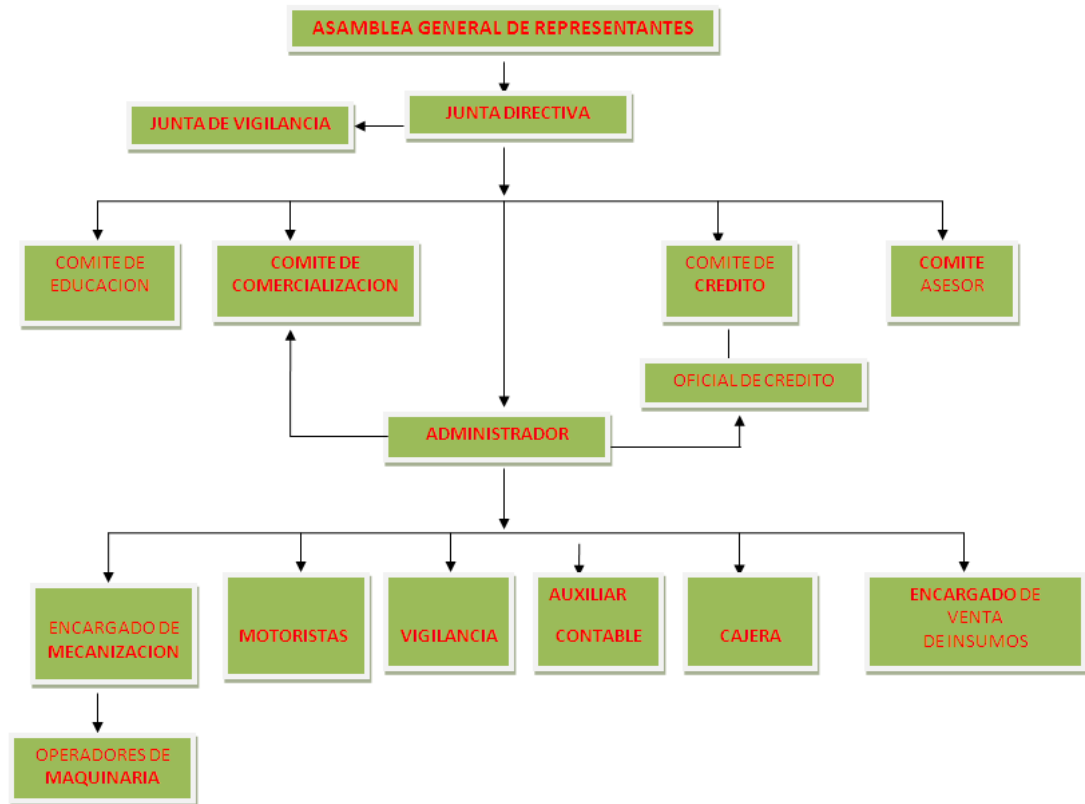 ASAMBLEA GENERAL DE REPRESENTANTES
JUNTA DIRECTIVA
JUNTA DE VIGILANCIA
COMITE DE
EDUCACION
COMITE DE
COMERCIALIZACION
COMITE DE
CREDITO
COMITE
ASESOR
OFICIAL DE CREDITO
ADMINISTRADOR
ENCARGADO DE
MECANIZACION
MOTORISTAS
VIGILANCIA
AUXILIAR
CONTABLE
CAJERA
ENCARGADO DE
VENTA
DE INSUMOS
OPERADORES DE
MAQUINARIA